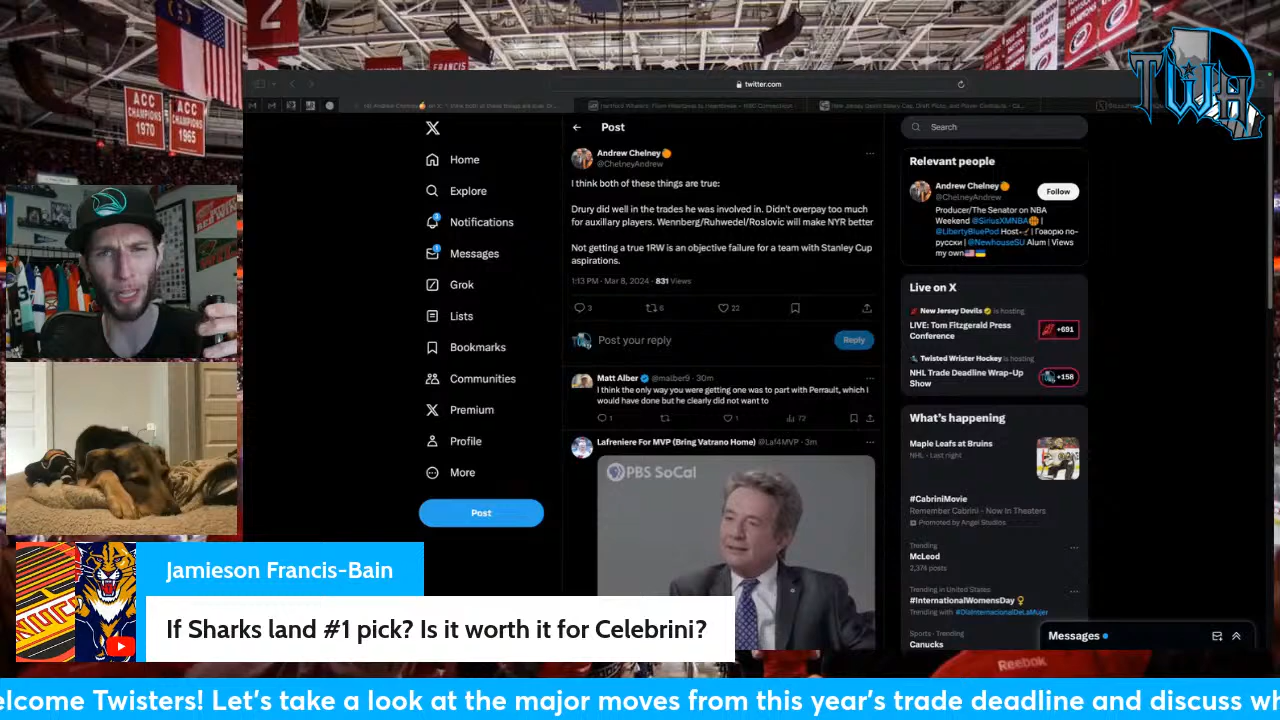 ACC
CHAMPIONS
1970
ACC
CHAMPIONS
1965
2
FRANCIS
TWH
twitter.com
X
Home
Explore
Notifications
Messages
Grok
Lists
Bookmarks
Communities
Premium
Profile
More
Post
Post
Andrew Chelney
@ChelneyAndrew
I think both of these things are true:
Drury did well in the trades he was involved in. Didn't overpay too much
for auxiliary players. Wennberg/Ruhwedel/Roslovic will make NYR better
Not getting a true 1RW is an objective failure for a team with Stanley Cup
aspirations.
1:13 PM · Mar 8, 2024 · 831 Views
3
6
22
Post your reply
Reply
Matt Alber @malber9 · 30m
I think the only way you were getting one was to part with Perrault, which I
would have done but he clearly did not want to
1
1
72
Lafreniere For MVP (Bring Vatrano Home) @Laf4MVP · 3m
PBS SoCal
Search
Relevant people
Andrew Chelney
@ChelneyAndrew
Follow
Producer/The Senator on NBA
Weekend @SiriusXMNBA |
@LibertyBluePod Host | Говорю по-
русски | @NewhouseSU Alum | Views
my own
Live on X
New Jersey Devils is hosting
LIVE: Tom Fitzgerald Press
Conference
+691
Twisted Wrister Hockey is hosting
NHL Trade Deadline Wrap-Up
Show
+158
What's happening
Maple Leafs at Bruins
NHL · Last night
#CabriniMovie
Remember Cabrini - Now In Theaters
Promoted by Angel Studios
Trending
McLeod
2,374 posts
Trending in United States
#InternationalWomensDay
Trending with #DiaInternacionalDeLaMujer
Sports · Trending
Canucks
Messages
Jamieson Francis-Bain
If Sharks land #1 pick? Is it worth it for Celebrini?
Reebok
elcome Twisters! Let's take a look at the major moves from this year's trade deadline and discuss wh